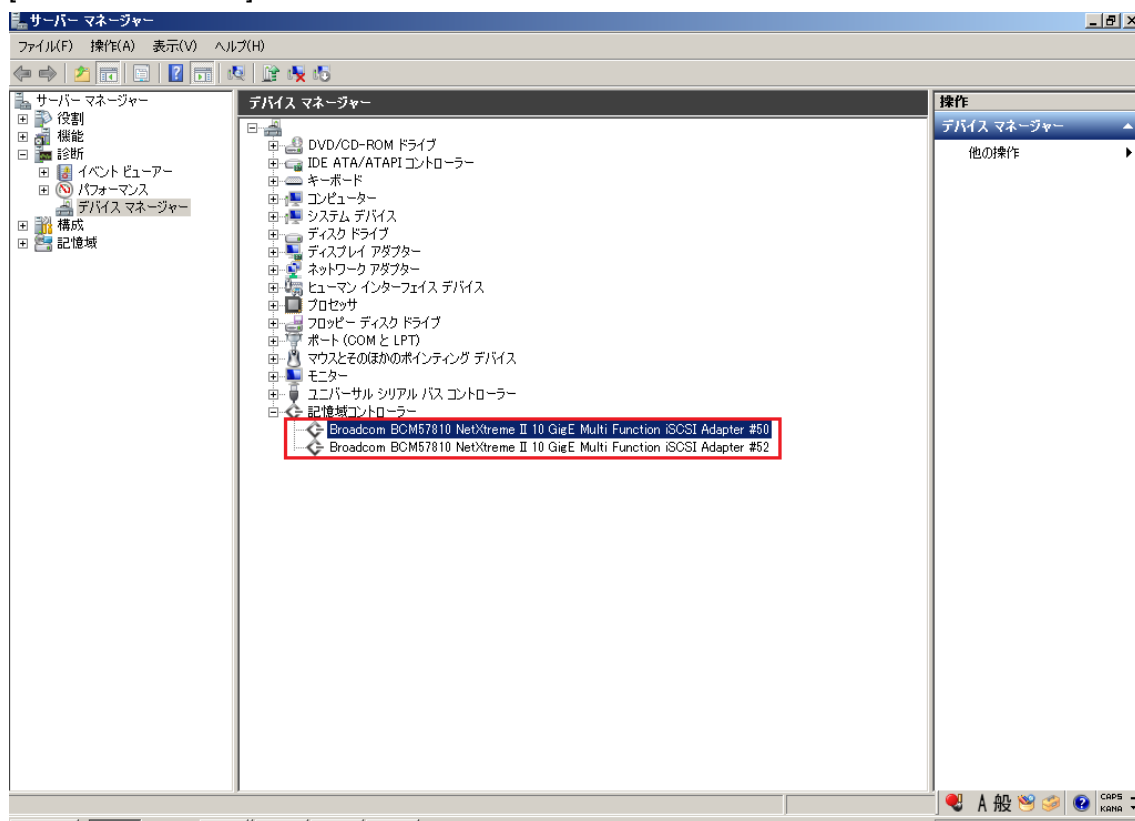 サーバー マネージャー
ファイル(F) 操作(A) 表示(V) ヘルプ(H)
サーバー マネージャー
役割
機能
診断
イベント ビューアー
パフォーマンス
デバイス マネージャー
構成
記憶域
デバイス マネージャー
DVD/CD-ROM ドライブ
IDE ATA/ATAPI コントローラー
キーボード
コンピューター
システム デバイス
ディスク ドライブ
ディスプレイ アダプター
ネットワーク アダプター
ヒューマン インターフェイス デバイス
プロセッサ
フロッピー ディスク ドライブ
ポート (COM と LPT)
マウスとそのほかのポインティング デバイス
モニター
ユニバーサル シリアル バス コントローラー
記憶域コントローラー
Broadcom BCM57810 NetXtreme II 10 GigE Multi Function iSCSI Adapter #50
Broadcom BCM57810 NetXtreme II 10 GigE Multi Function iSCSI Adapter #52
操作
デバイス マネージャー
他の操作
A 般
CAPS
KANA